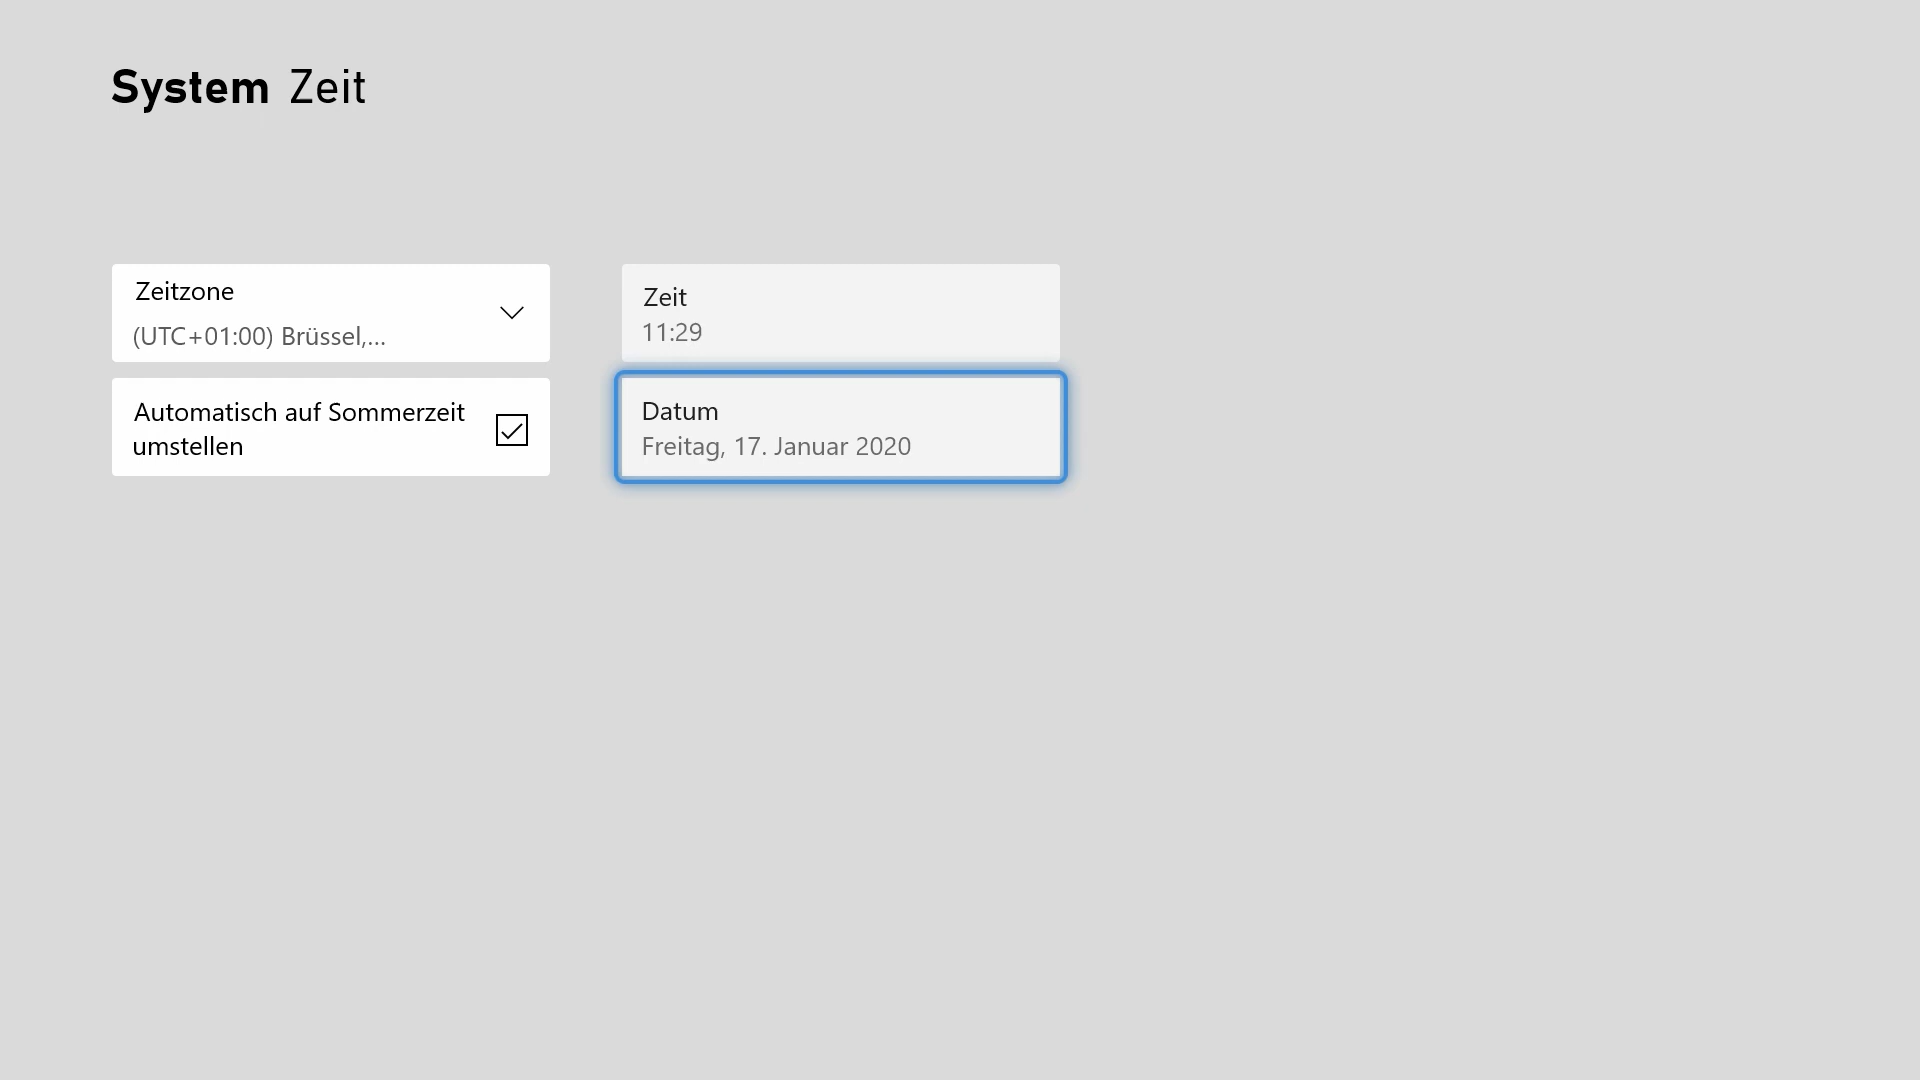 System Zeit
Zeitzone
(UTC+01:00) Brüssel,...
Automatisch auf Sommerzeit
umstellen
Zeit
11:29
Datum
Freitag, 17. Januar 2020